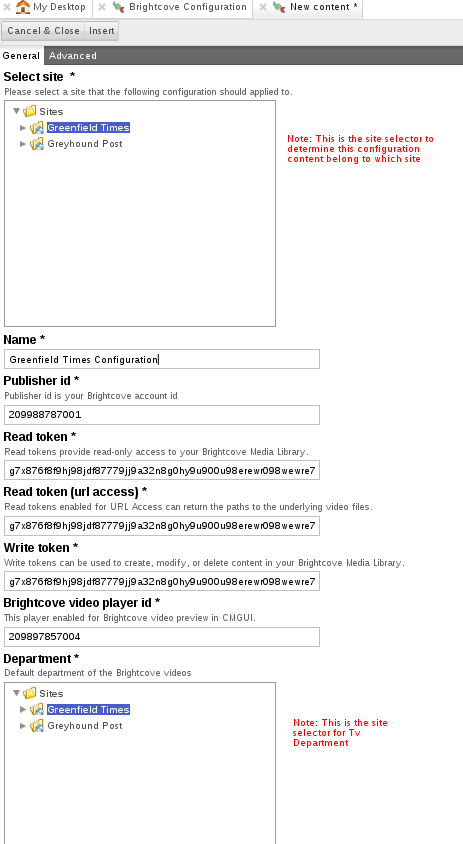 My Desktop Brightcove Configuration New content *
Cancel & Close Insert
General Advanced
Select site *
Please select a site that the following configuration should applied to.
Sites
Greenfield Times
Greyhound Post
Note: This is the site selector to
determine this configuration
content belong to which site
Name *
Greenfield Times Configuration
Publisher id *
Publisher id is your Brightcove account id
209988787001
Read token *
Read tokens provide read-only access to your Brightcove Media Library.
g7x876f8f9hj98jdf87779jj9a32n8g0hy9u900u98erewr098wewre7
Read token (url access) *
Read tokens enabled for URL Access can return the paths to the underlying video files.
g7x876f8f9hj98jdf87779jj9a32n8g0hy9u900u98erewr098wewre7
Write token *
Write tokens can be used to create, modify, or delete content in your Brightcove Media Library.
g7x876f8f9hj98jdf87779jj9a32n8g0hy9u900u98erewr098wewre7
Brightcove video player id *
This player enabled for Brightcove video preview in CMGUI.
209897857004
Department *
Default department of the Brightcove videos
Sites
Greenfield Times
Greyhound Post
Note: This is the site
selector for Tv
Department